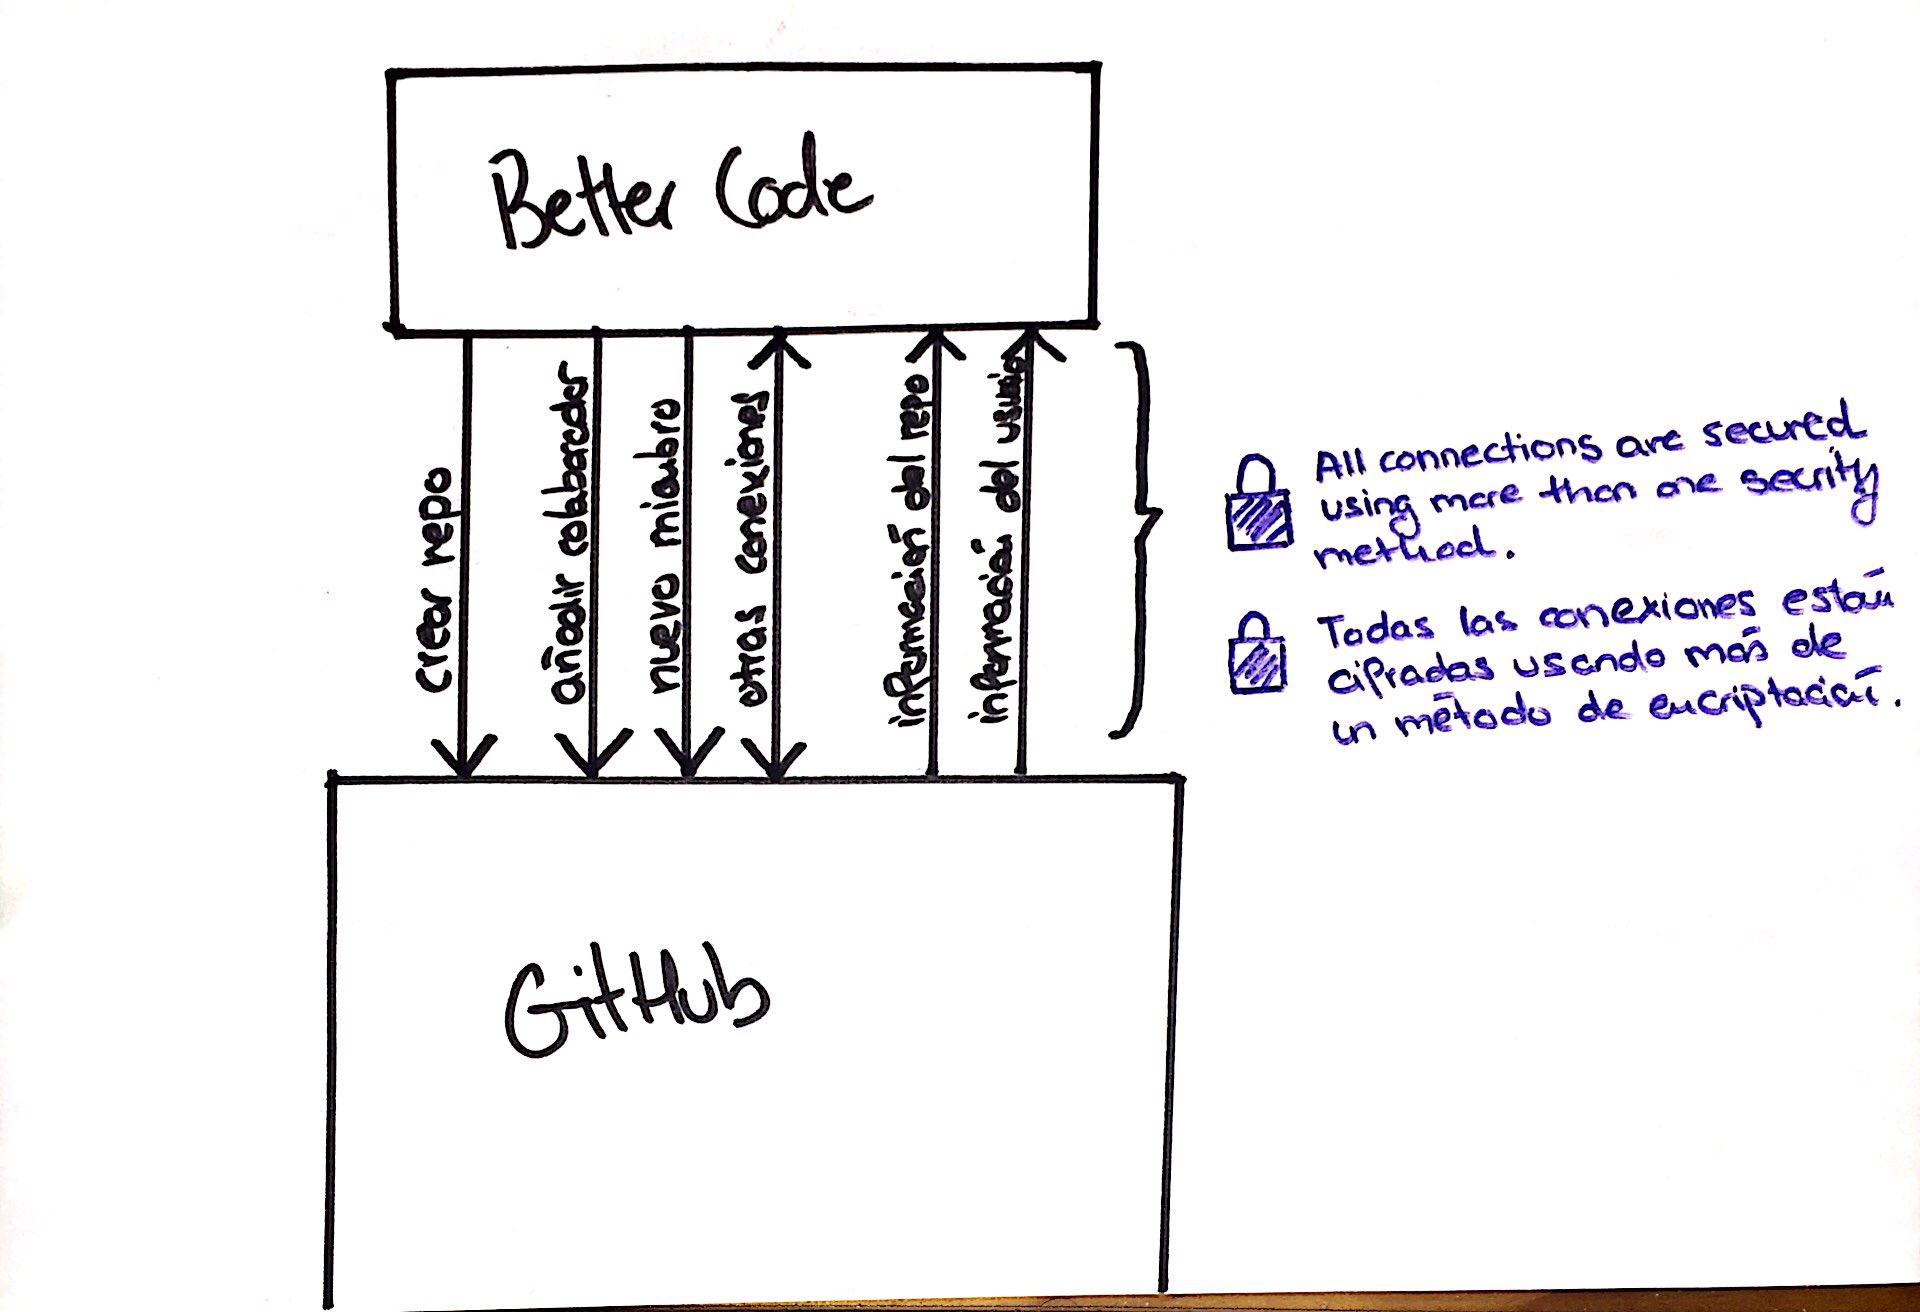 Better Code
crear repo
añadir colaborador
nuevo miembro
otras conexiones
información del repo
información del usuario
All connections are secured
using more than one secrity
method.
Todas las conexiones están
cifradas usando más de
un método de encriptación.
GitHub